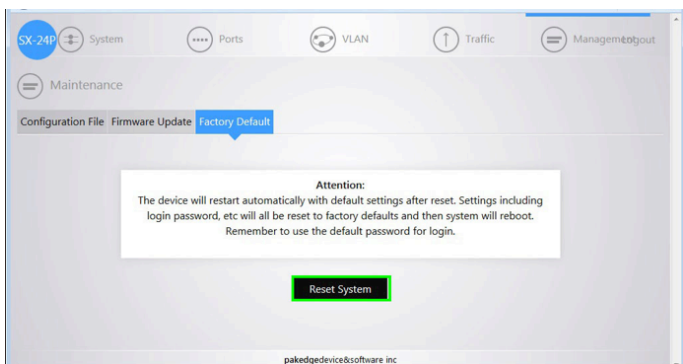 SX-24P System Ports VLAN Traffic Management Logout
Maintenance
Configuration File Firmware Update Factory Default
Attention:
The device will restart automatically with default settings after reset. Settings including
login password, etc will all be reset to factory defaults and then system will reboot.
Remember to use the default password for login.
Reset System
pakedgedevice&software inc